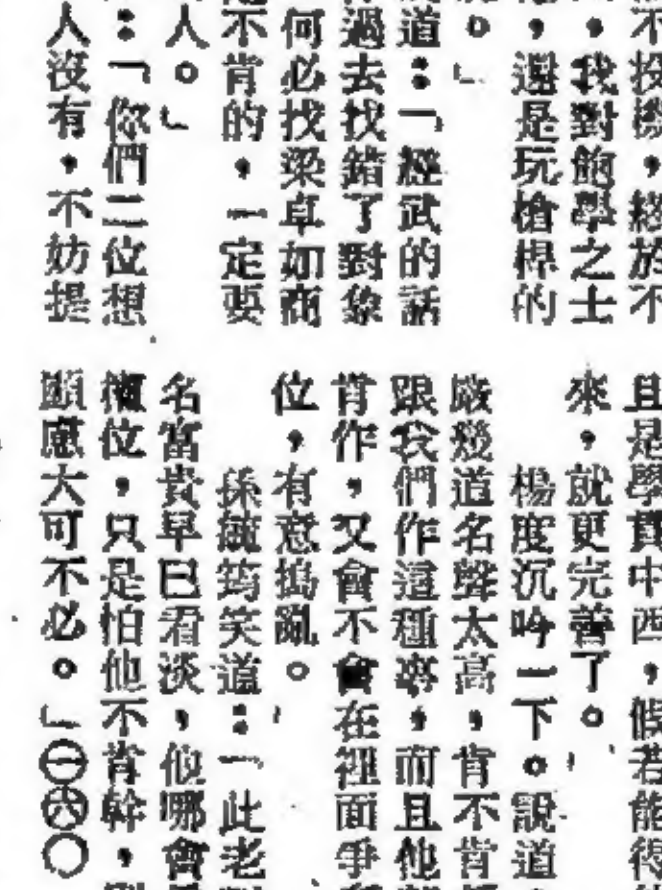 不投機，終於不
，我對飽學之士
，還是玩槍桿的
。」
道：「經武的話
過去找錯了對象
何必找梁卓如商
不肯的，一定要
人。」
：「你們二位想
人沒有，不妨提
且是學貫中西，假若能得
來，就更完善了。」
楊度沉吟一下。說道
嚴幾道名聲太高，肯不肯
跟我們作這種事，而且他
肯作，又會不會在裡面爭
位，有意搗亂。」
孫毓筠笑道：「此老
名富貴早已看淡，他哪會
權位，只是怕他不肯幹，
顧慮大可不必。」㊀㊅〇